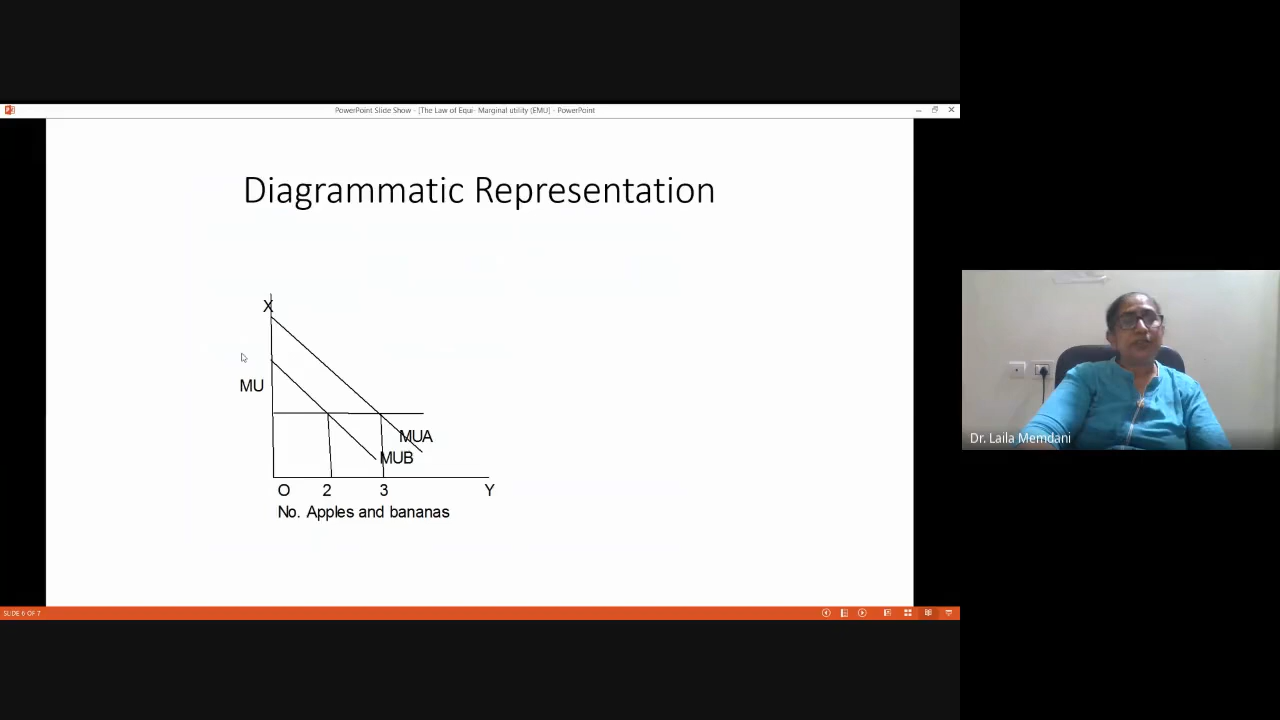 PowerPoint Slide Show - [The Law of Equi- Marginal utility (EMU] - PowerPoint
Diagrammatic Representation
X
MU
MUA
MUB
O 2 3 Y
No. Apples and bananas
Dr. Laila Memdani
SLIDE 6 OF 7